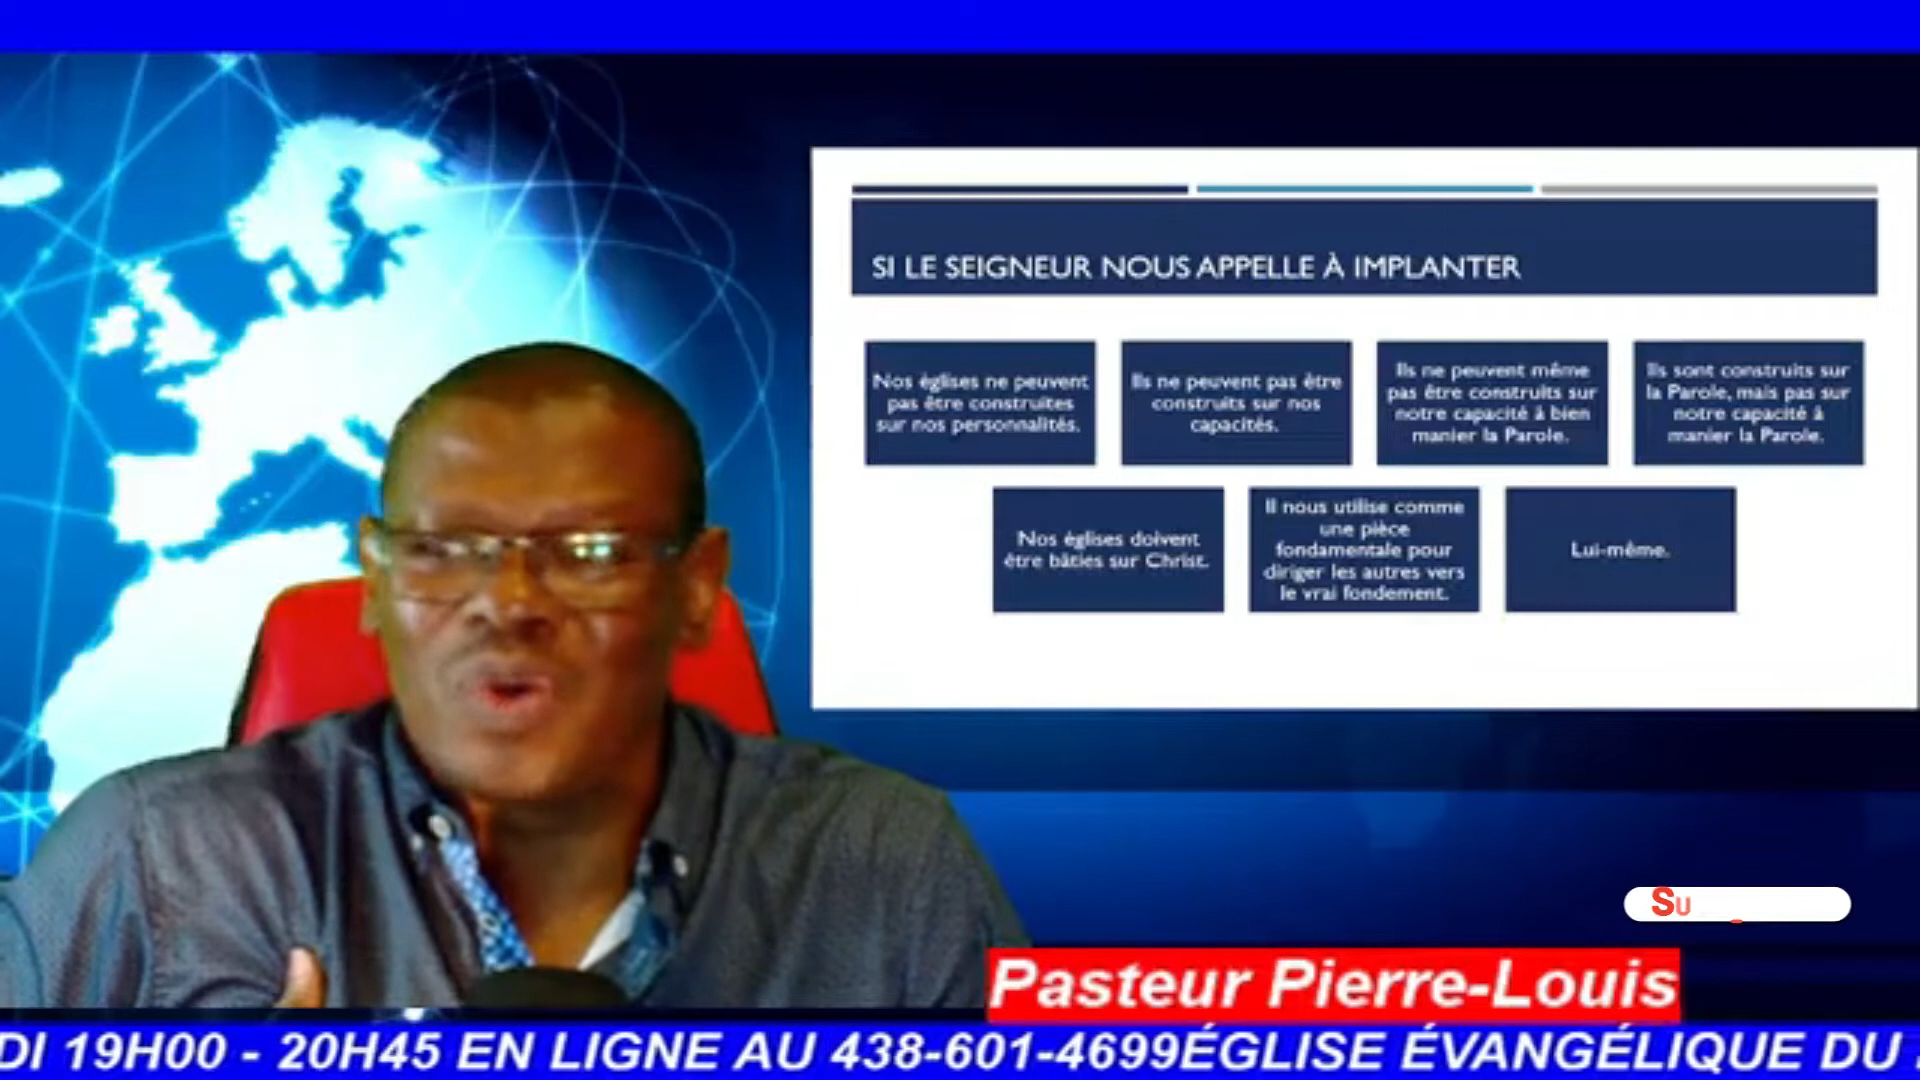 SI LE SEIGNEUR NOUS APPELLE À IMPLANTER
Nos églises ne peuvent
pas être construites
sur nos personnalités.
Ils ne peuvent pas être
construits sur nos
capacités.
Ils ne peuvent même
pas être construits sur
notre capacité à bien
manier la Parole.
Ils sont construits sur
la Parole, mais pas sur
notre capacité à
manier la Parole.
Nos églises doivent
être bâties sur Christ.
Il nous utilise comme
une pièce
fondamentale pour
diriger les autres vers
le vrai fondement.
Lui-même.
SU
Pasteur Pierre-Louis
DI 19H00 - 20H45 EN LIGNE AU 438-601-4699ÉGLISE ÉVANGÉLIQUE DU